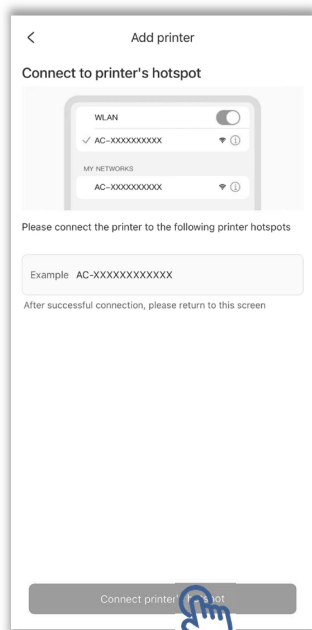 Add printer
Connect to printer's hotspot
WLAN
AC-XXXXXXXXXX
MY NETWORKS
AC-XXXXXXXXXX
Please connect the printer to the following printer hotspots
Example AC-XXXXXXXXXXXX
After successful connection, please return to this screen
Connect printer's hotspot